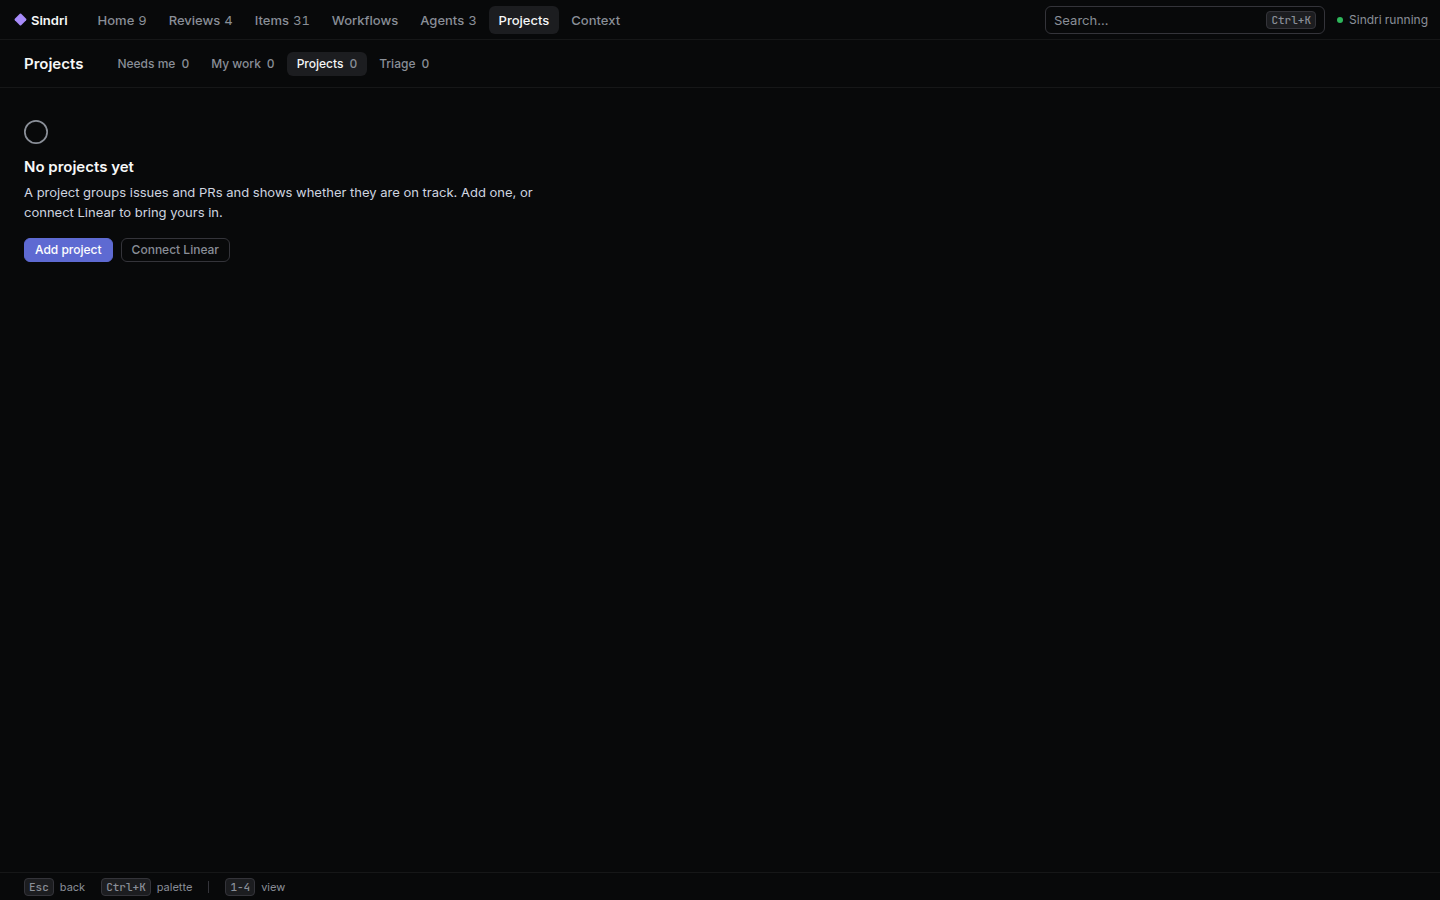 Sindri Home 9 Reviews 4 Items 31 Workflows Agents 3 Projects Context Search... Ctrl+K Sindri running
Projects Needs me 0 My work 0 Projects 0 Triage 0
No projects yet
A project groups issues and PRs and shows whether they are on track. Add one, or
connect Linear to bring yours in.
Add project Connect Linear
Esc back Ctrl+K palette 1-4 view